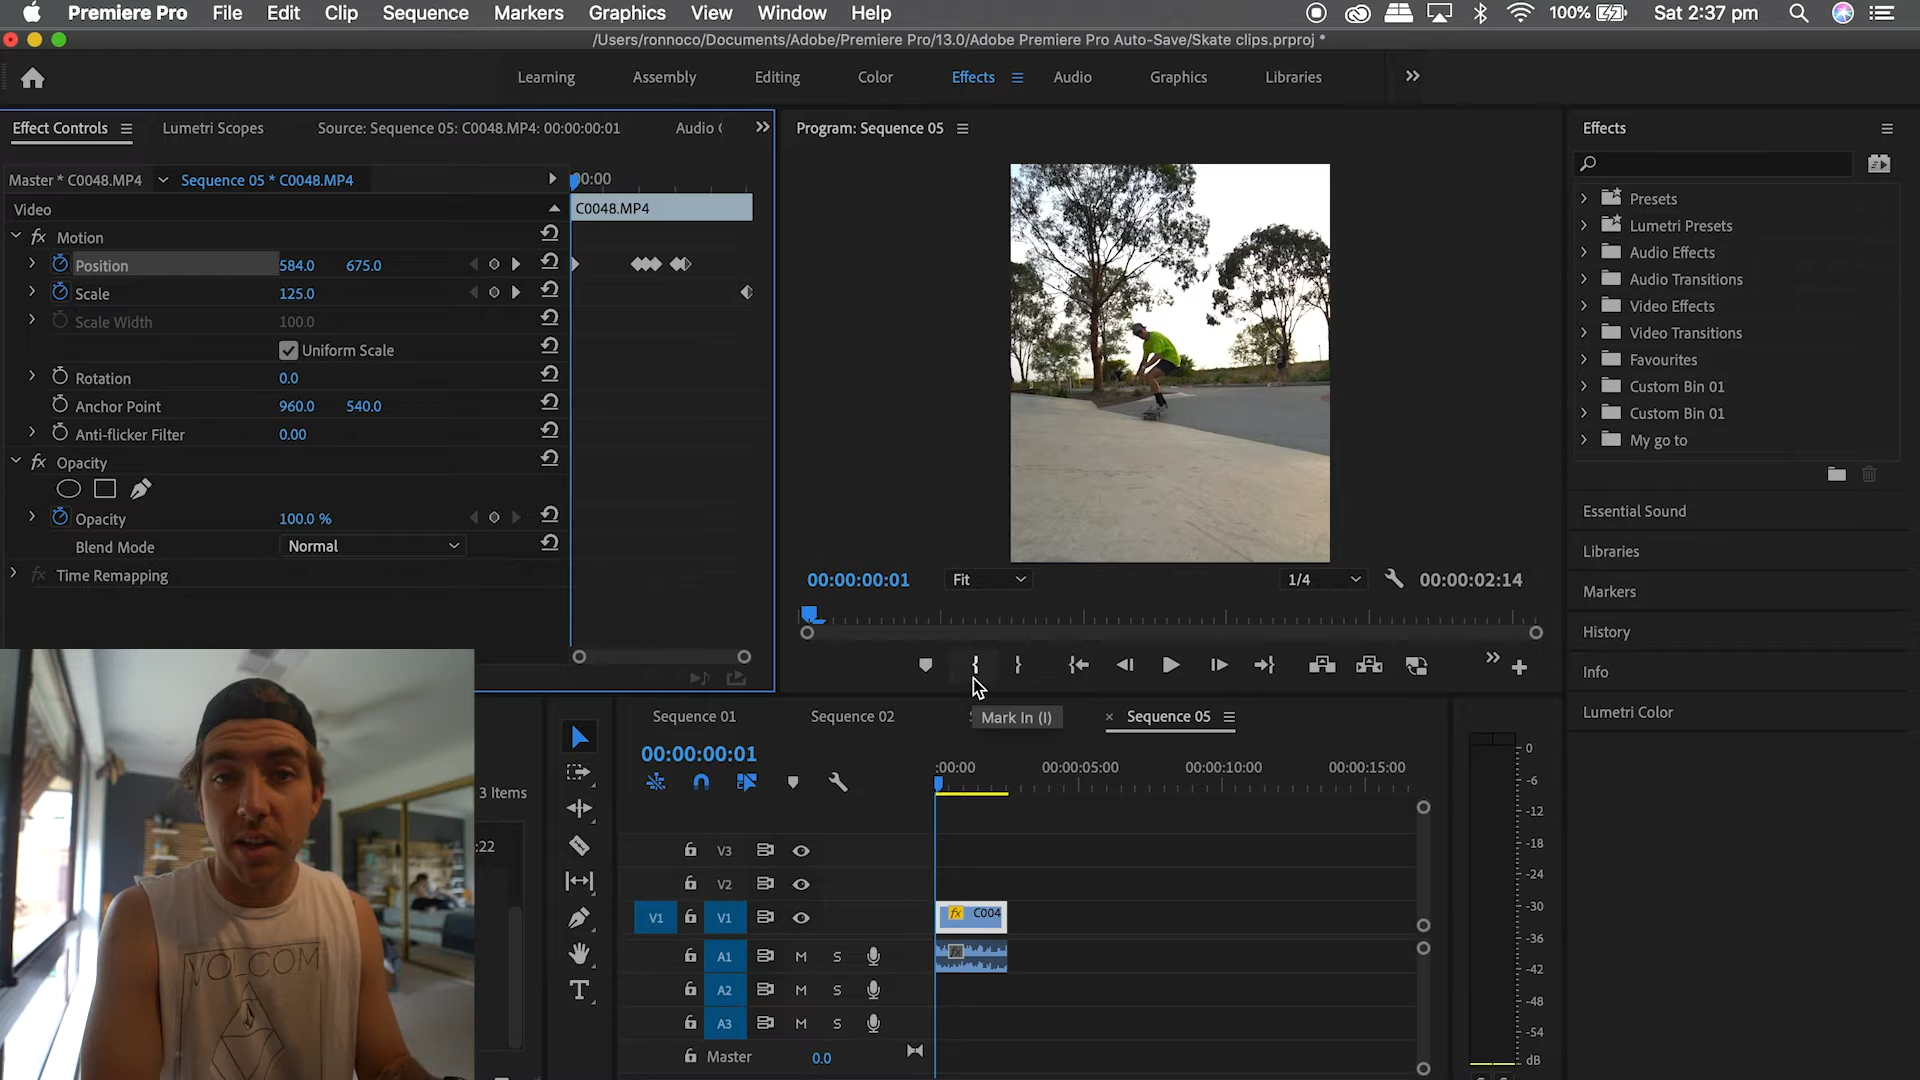 Premiere Pro File Edit Clip Sequence Markers Graphics View Window Help 100% Sat 2:37 pm
/Users/ronnoco/Documents/Adobe/Premiere Pro/13.0/Adobe Premiere Pro Auto-Save/Skate clips.prproj *
Learning Assembly Editing Color Effects Audio Graphics Libraries
Effect Controls Lumetri Scopes Source: Sequence 05: C0048.MP4: 00:00:00:01 Audio
Master * C0048.MP4 Sequence 05 * C0048.MP4
:00:00
Video
C0048.MP4
fx Motion
Position 584.0 675.0
Scale 125.0
Scale Width 100.0
Uniform Scale
Rotation 0.0
Anchor Point 960.0 540.0
Anti-flicker Filter 0.00
fx Opacity
Opacity 100.0 %
Blend Mode Normal
fx Time Remapping
Program: Sequence 05
00:00:00:01 Fit 1/4 00:00:02:14
Mark In (I)
Effects
Presets
Lumetri Presets
Audio Effects
Audio Transitions
Video Effects
Video Transitions
Favourites
Custom Bin 01
Custom Bin 01
My go to
Essential Sound
Libraries
Markers
History
Info
Lumetri Color
3 Items
:22
VOLCOM
Sequence 01 Sequence 02 × Sequence 05
00:00:00:01
:00:00 00:00:05:00 00:00:10:00 00:00:15:00
V3
V2
V1 V1
fx C004
A1 M S
fx
A2 M S
A3 M S
Master 0.0
0
-6
-12
-18
-24
-30
-36
-42
-48
-54
dB